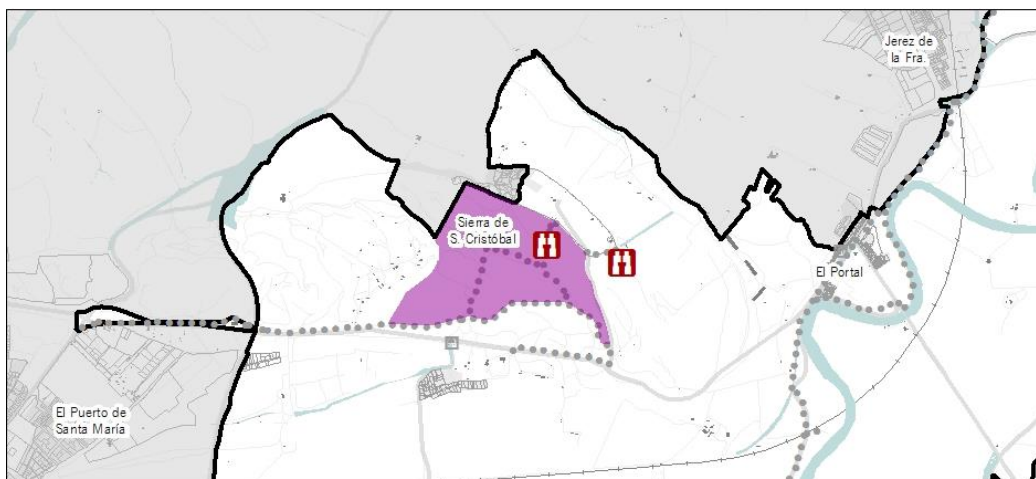 Jerez de
la Fra.
Sierra de
S. Cristóbal
El Portal
El Puerto de
Santa María